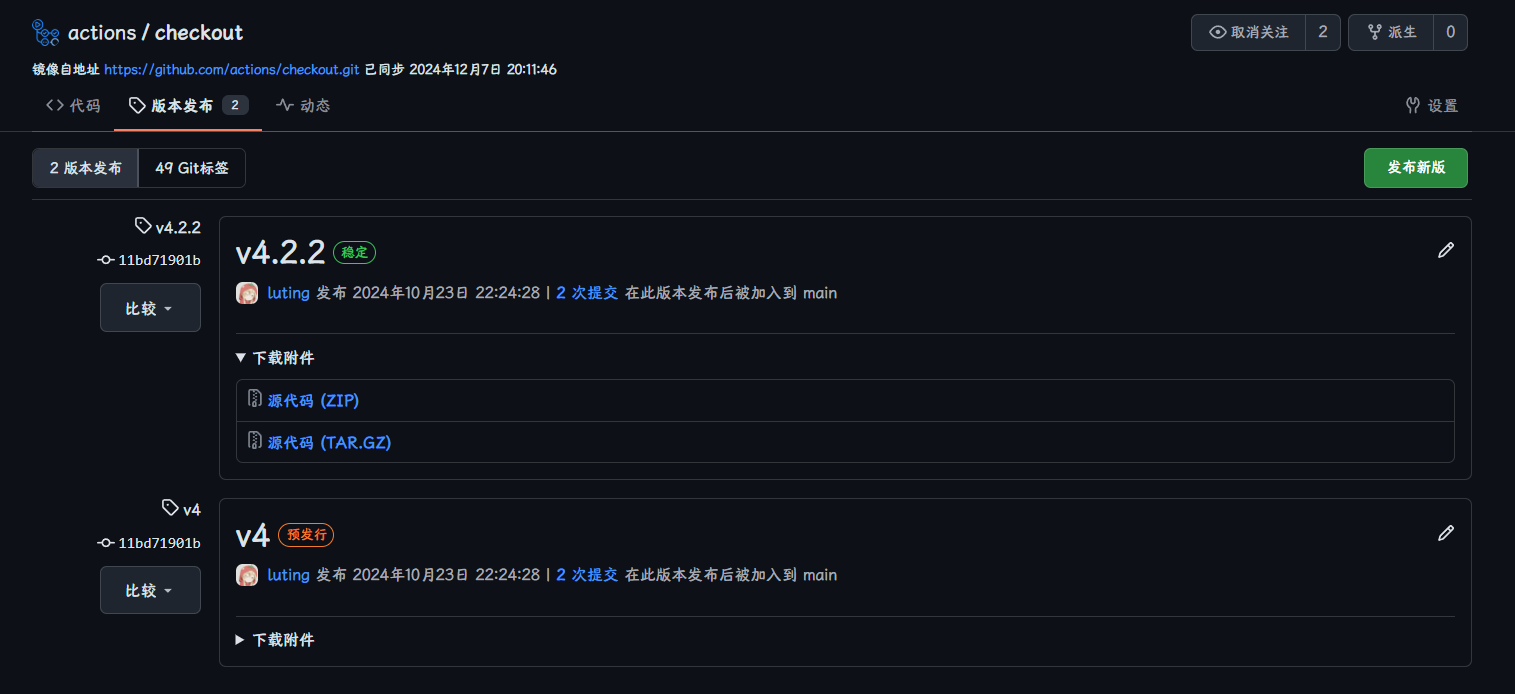 actions / checkout
取消关注 2 派生 0
镜像自地址 https://github.com/actions/checkout.git 已同步 2024年12月7日 20:11:46
代码 版本发布 2 动态 设置
2 版本发布 49 Git标签 发布新版
v4.2.2
11bd71901b
比较
v4.2.2 稳定
luting 发布 2024年10月23日 22:24:28 | 2 次提交 在此版本发布后被加入到 main
下载附件
源代码 (ZIP)
源代码 (TAR.GZ)
v4
11bd71901b
比较
v4 预发行
luting 发布 2024年10月23日 22:24:28 | 2 次提交 在此版本发布后被加入到 main
下载附件